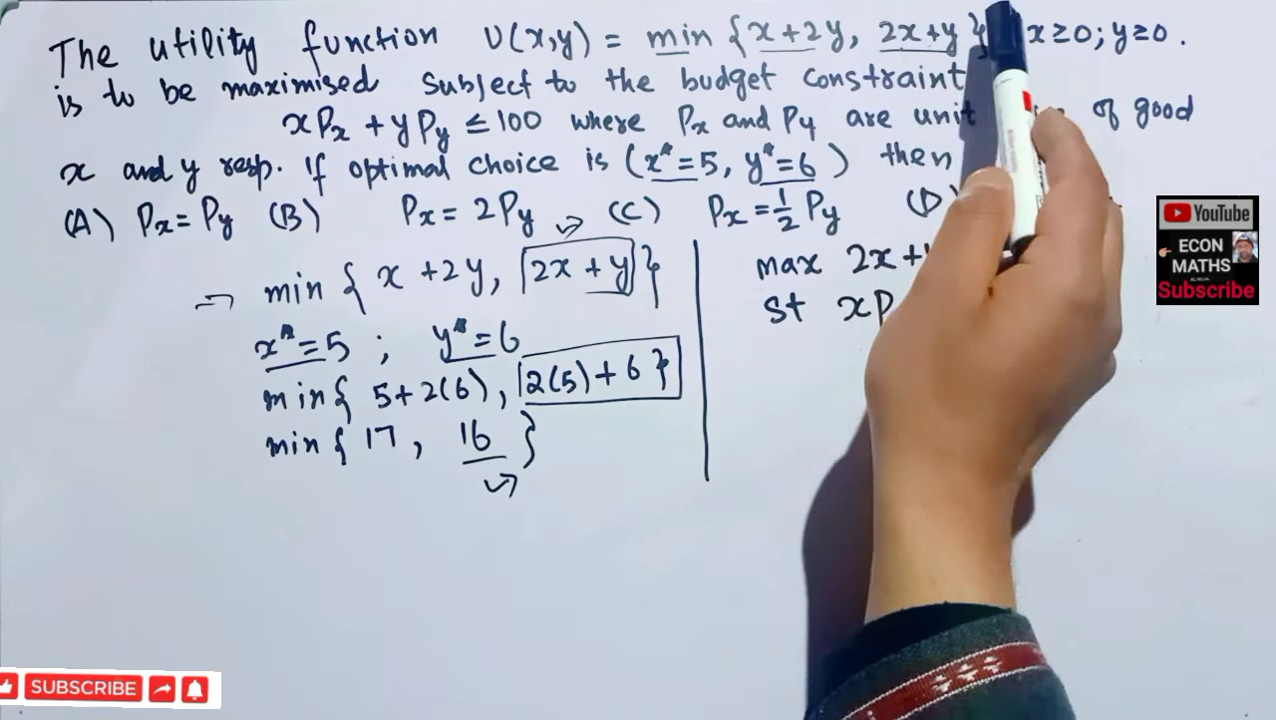 The utility function U(x,y) = min {x+2y, 2x+y} x≥0; y≥0.
is to be maximised subject to the budget constraint
xPx + yPy ≤ 100 where Px and Py are unit of good
x and y resp. If optimal choice is (x*=5, y*=6) then
(A) Px = Py (B) Px = 2Py (C) Px = 1/2 Py (D)
min { x + 2y, 2x + y }
x* = 5 ; y* = 6
min { 5+2(6), 2(5)+6 }
min { 17, 16 }
max 2x+
st xP
YouTube
ECON
MATHS
Subscribe
SUBSCRIBE